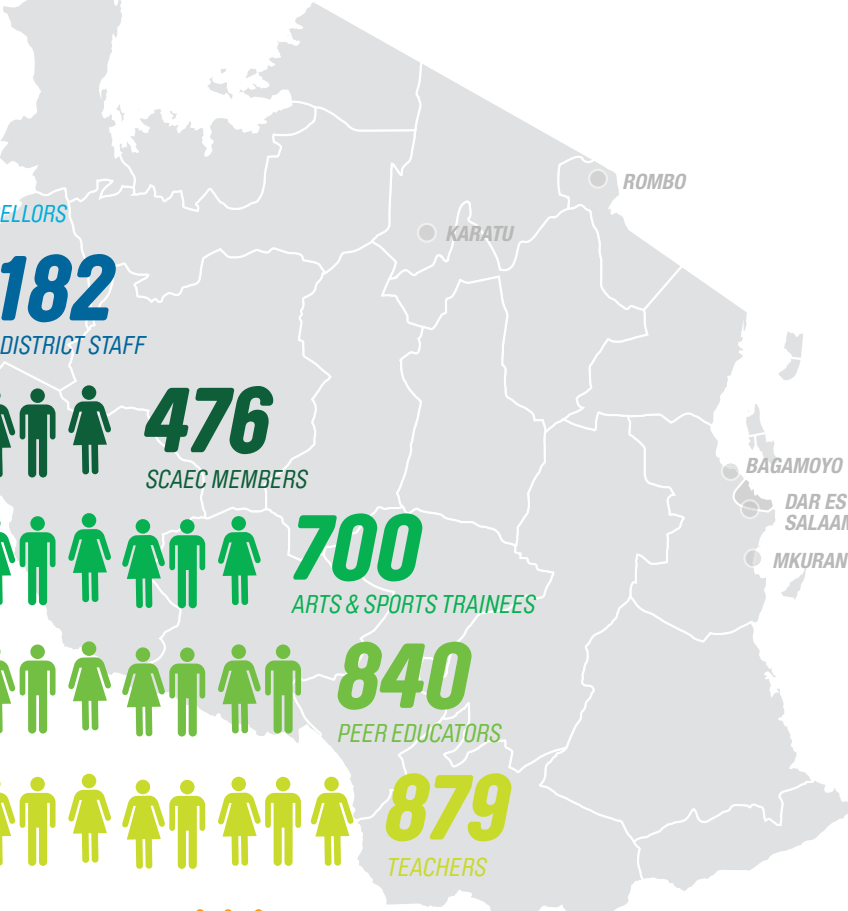 ROMBO
ELLORS
KARATU
182
DISTRICT STAFF
476
SCAEC MEMBERS
BAGAMOYO
DAR ES
SALAAM
700
MKURAN
ARTS & SPORTS TRAINEES
840
PEER EDUCATORS
879
TEACHERS